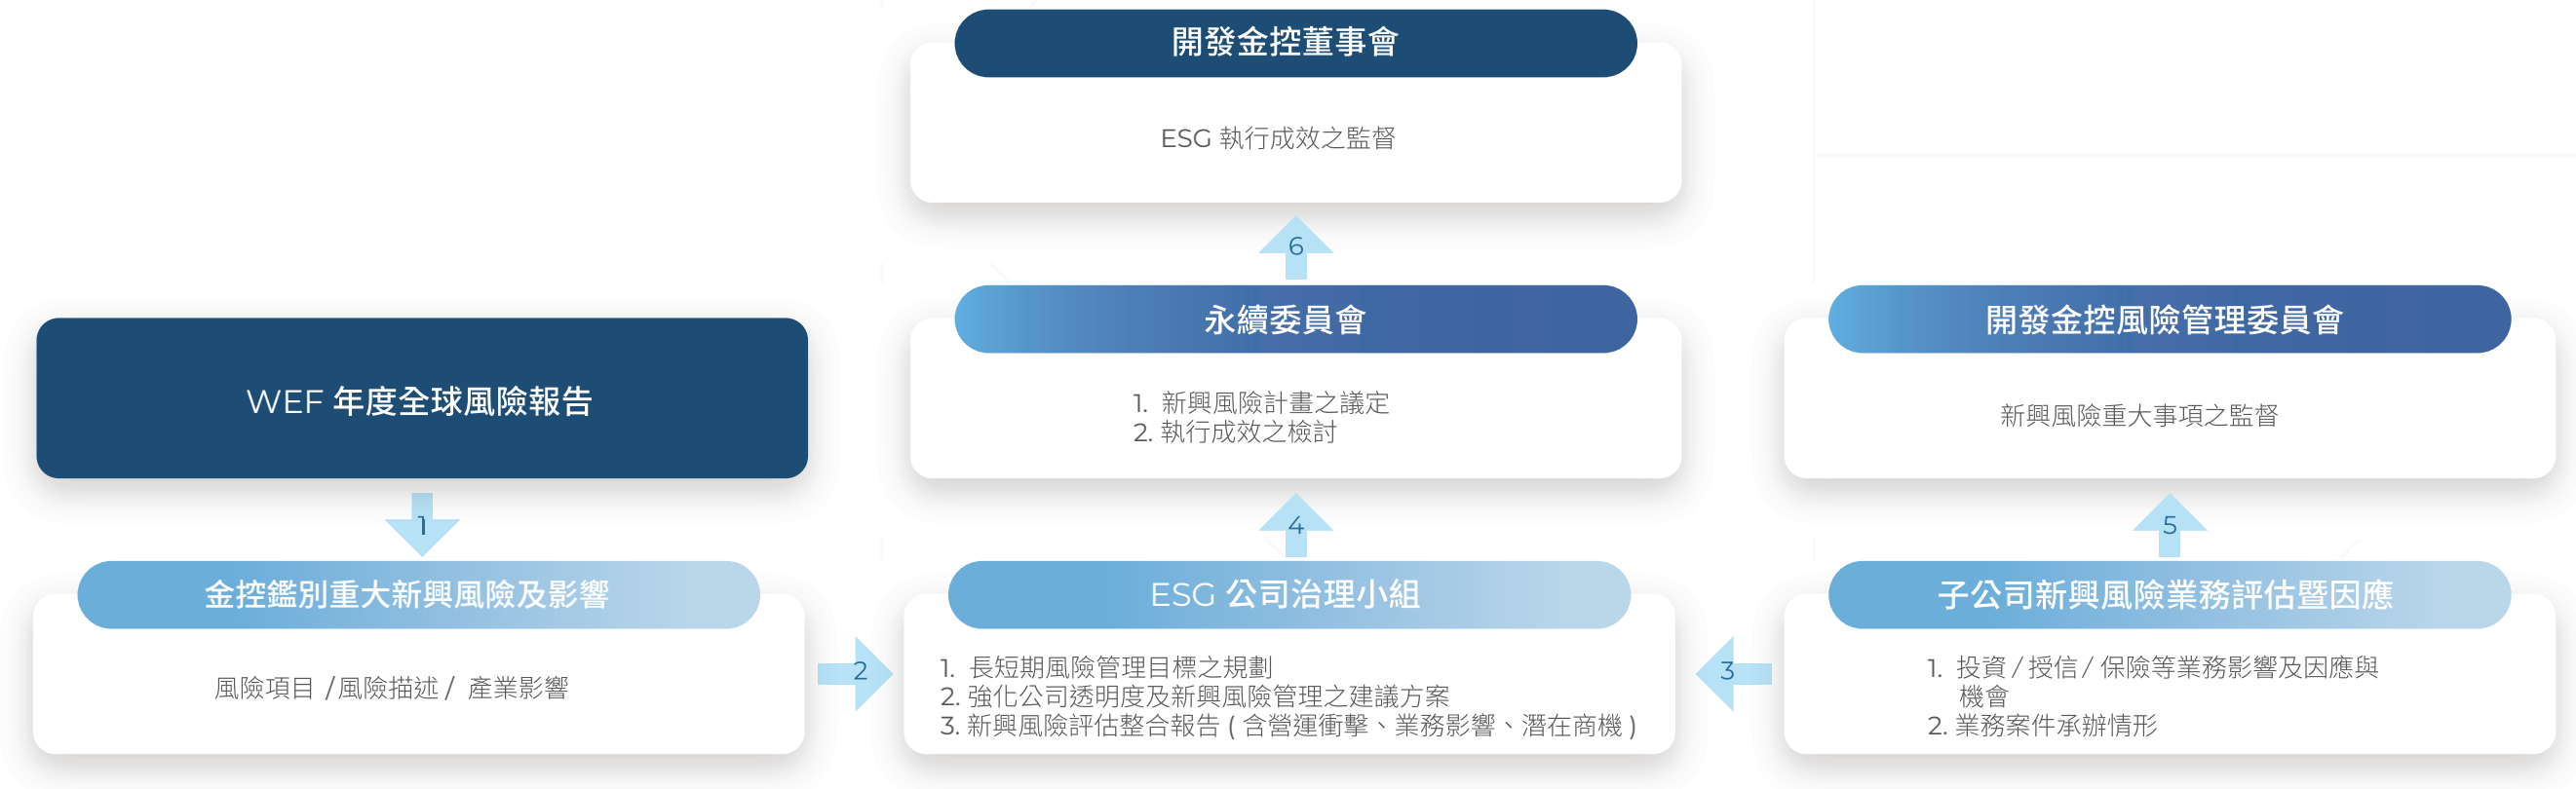 開發金控董事會
ESG 執行成效之監督
6
永續委員會
1. 新興風險計畫之議定
2. 執行成效之檢討
開發金控風險管理委員會
新興風險重大事項之監督
WEF 年度全球風險報告
1
4
5
金控鑑別重大新興風險及影響
風險項目 /風險描述 / 產業影響
2
ESG 公司治理小組
1. 長短期風險管理目標之規劃
2. 強化公司透明度及新興風險管理之建議方案
3. 新興風險評估整合報告 ( 含營運衝擊、業務影響、潛在商機 )
3
子公司新興風險業務評估暨因應
1. 投資 / 授信 / 保險等業務影響及因應與
機會
2. 業務案件承辦情形